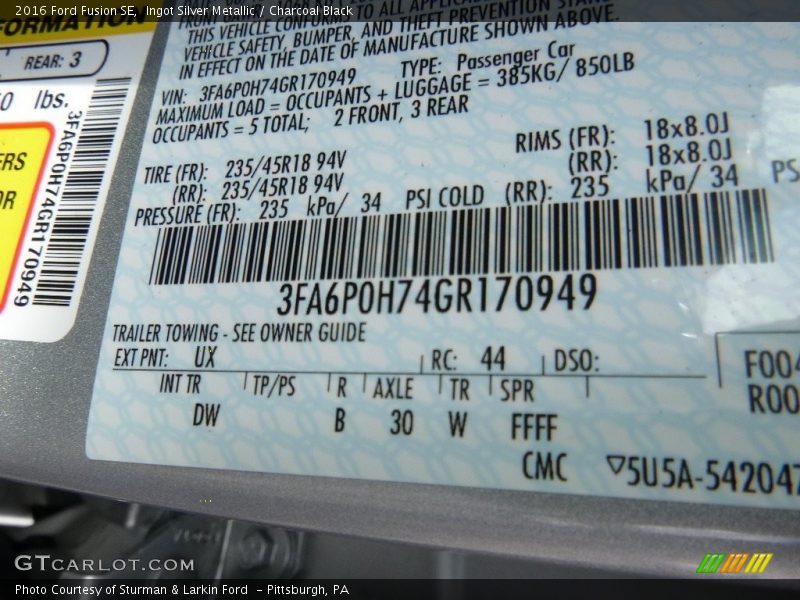 2016 Ford Fusion SE, Ingot Silver Metallic / Charcoal Black
FORMATION
REAR: 3
lbs.
3FA6P0H74GR170949
THIS VEHICLE CONFORMS TO ALL APPLICABLE
VEHICLE SAFETY, BUMPER, AND THEFT PREVENTION STAN
IN EFFECT ON THE DATE OF MANUFACTURE SHOWN ABOVE.
VIN: 3FA6P0H74GR170949 TYPE: Passenger Car
MAXIMUM LOAD = OCCUPANTS + LUGGAGE = 385KG/ 850LB
OCCUPANTS = 5 TOTAL; 2 FRONT, 3 REAR
TIRE (FR): 235/45R18 94V RIMS (FR): 18x8.0J
(RR): 235/45R18 94V (RR): 18x8.0J
PRESSURE (FR): 235 kPa/ 34 PSI COLD (RR): 235 kPa/ 34 PS
3FA6P0H74GR170949
TRAILER TOWING - SEE OWNER GUIDE
EXT PNT: UX RC: 44 DSO:
INT TR TP/PS R AXLE TR SPR
DW B 30 W FFFF
F004
R00
CMC ▽5U5A-542047
GTCARLOT.COM
Photo Courtesy of Sturman & Larkin Ford - Pittsburgh, PA